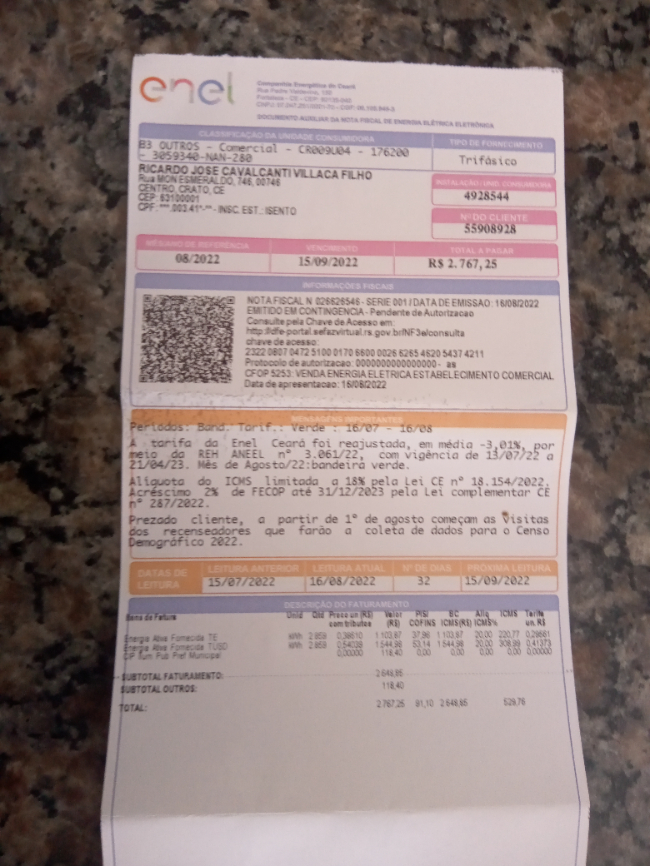 enel
Companhia Energética do Ceará
Rua Padre Valdevino, 150
Fortaleza - CE - CEP: 60135-040
DOCUMENTO AUXILIAR DA NOTA FISCAL DE ENERGIA ELÉTRICA ELETRÔNICA
CLASSIFICAÇÃO DA UNIDADE CONSUMIDORA
TIPO DE FORNECIMENTO
B3 OUTROS - Comercial - CR009U04 - 176200
- 3059340-NAN-280
Trifásico
RICARDO JOSE CAVALCANTI VILLACA FILHO
Rua MON ESMERALDO, 746, 00746
CENTRO, CRATO, CE
CEP: 63100001
CPF: ***.003.41*-** - INSC. EST.: ISENTO
INSTALAÇÃO / UNID. CONSUMIDORA
4928544
Nº DO CLIENTE
55908928
MÊS/ANO DE REFERÊNCIA
VENCIMENTO
TOTAL A PAGAR
08/2022
15/09/2022
R$ 2.767,25
INFORMAÇÕES FISCAIS
NOTA FISCAL N 026826546 - SERIE 001 / DATA DE EMISSAO: 16/08/2022
EMITIDO EM CONTINGENCIA - Pendente de Autorizacao
Consulte pela Chave de Acesso em:
http://dfe-portal.sefazvirtual.rs.gov.br/NF3e/consulta
chave de acesso:
2322 0807 0472 5100 0170 6600 0026 8265 4620 5437 4211
Protocolo de autorizacao: 0000000000000000 - as
CFOP 5253: VENDA ENERGIA ELETRICA ESTABELECIMENTO COMERCIAL
Data de apresentacao: 16/08/2022
MENSAGENS IMPORTANTES
Períodos: Band. Tarif.: Verde : 16/07 - 16/08
A tarifa da Enel Ceará foi reajustada, em média -3,01%, por
meio da REH ANEEL nº 3.061/22, com vigência de 13/07/22 a
21/04/23. Mês de Agosto/22:bandeira verde.
Alíquota do ICMS limitada a 18% pela Lei CE nº 18.154/2022.
Acréscimo 2% de FECOP até 31/12/2023 pela Lei complementar CE
nº 287/2022.
Prezado cliente, a partir de 1º de agosto começam as visitas
dos recenseadores que farão a coleta de dados para o Censo
Demográfico 2022.
DATAS DE LEITURA
LEITURA ANTERIOR
LEITURA ATUAL
Nº DE DIAS
PRÓXIMA LEITURA
15/07/2022
16/08/2022
32
15/09/2022
DESCRIÇÃO DO FATURAMENTO
Itens de Fatura Unid Qtd Preço un (R$) com tributos Valor (R$) PIS/ COFINS BC ICMS(R$) Aliq ICMS% ICMS Tarifa un. R$
Energia Ativa Fornecida TE kWh 2.859 0,38610 1.103,87 37,96 1.103,87 20,00 220,77
Energia Ativa Fornecida TUSD kWh 2.859 1.544,98 53,14 1.544,98 20,00 308,99 0,41373
CIP Ilum Pub Pref Municipal 0,00000 118,40 0,00 0,00 0,00 0,00 0,00000
SUBTOTAL FATURAMENTO: 2.648,85
SUBTOTAL OUTROS: 118,40
TOTAL: 2.767,25 91,10 2.648,85 529,76